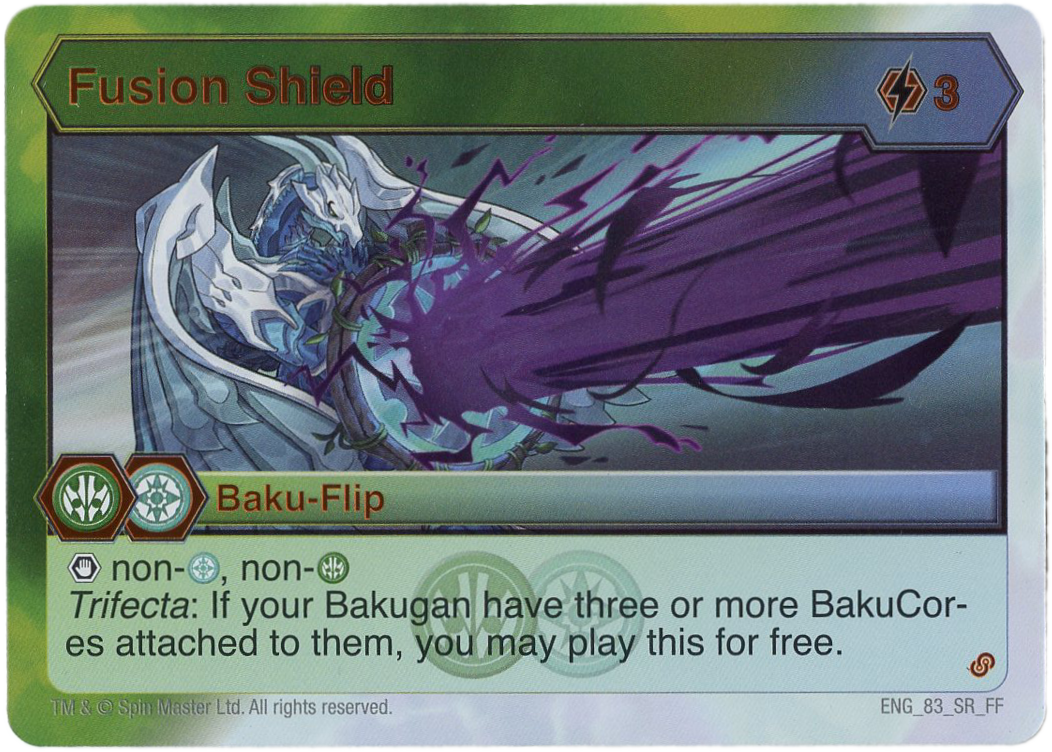 Fusion Shield
3
Baku-Flip
non- , non-
Trifecta: If your Bakugan have three or more BakuCor-
es attached to them, you may play this for free.
TM & © Spin Master Ltd. All rights reserved.
ENG_83_SR_FF